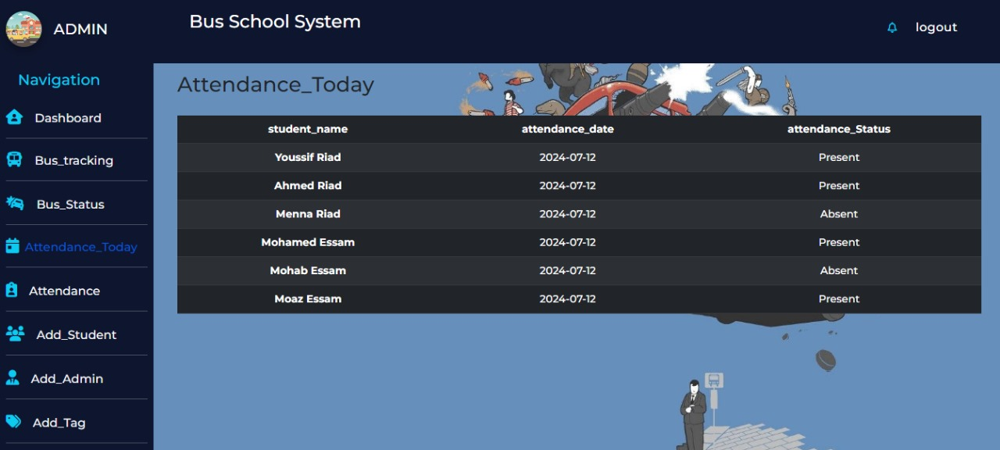 ADMIN
Bus School System
logout
Navigation
Dashboard
Bus_tracking
Bus_Status
Attendance_Today
Attendance
Add_Student
Add_Admin
Add_Tag
Attendance_Today
student_name attendance_date attendance_Status
Youssif Riad 2024-07-12 Present
Ahmed Riad 2024-07-12 Present
Menna Riad 2024-07-12 Absent
Mohamed Essam 2024-07-12 Present
Mohab Essam 2024-07-12 Absent
Moaz Essam 2024-07-12 Present